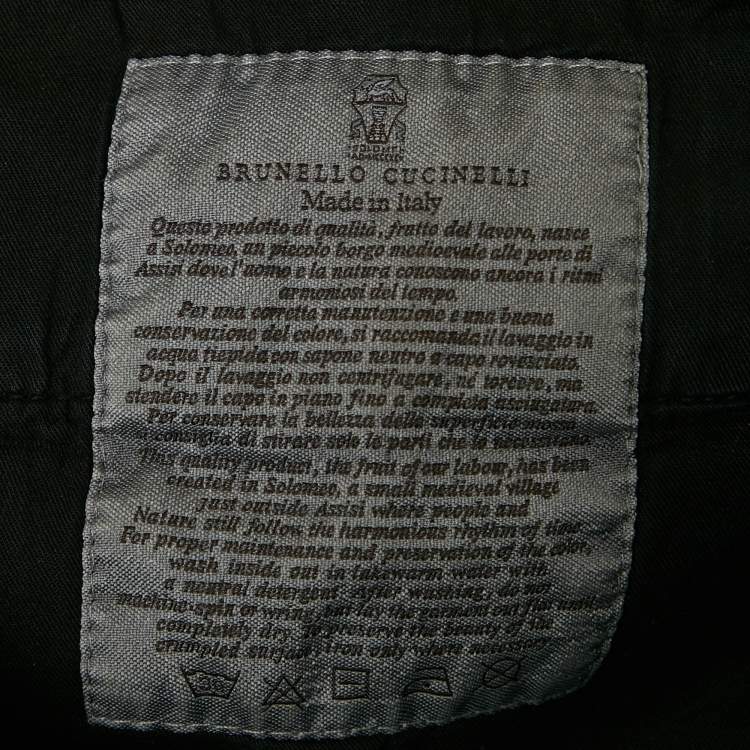 SOLOMEO
BRUNELLO CUCINELLI
Made in Italy
Questo prodotto di qualità, frutto del lavoro, nasce
a Solomeo, un piccolo borgo medioevale alle porte di
Assisi dove l'uomo e la natura conoscono ancora i ritmi
armoniosi del tempo.
Per una corretta manutenzione e una buona
conservazione del colore, si raccomanda il lavaggio in
acqua tiepida con sapone neutro a capo rovesciato.
Dopo il lavaggio non centrifugare, né torcere, ma
stendere il capo in piano fino a completa asciugatura.
Per conservare la bellezza della superficie mossa
si consiglia di stirare solo le parti che lo necessitano.
This quality product, the fruit of our labour, has been
created in Solomeo, a small medieval village
just outside Assisi where people and
Nature still follow the harmonious rhythm of time.
For proper maintenance and preservation of the color,
wash inside out in lukewarm water with
a neutral detergent. After washing, do not
machine-spin or wring, but lay the garment out flat until
completely dry. To preserve the beauty of the
crumpled surface iron only where necessary.